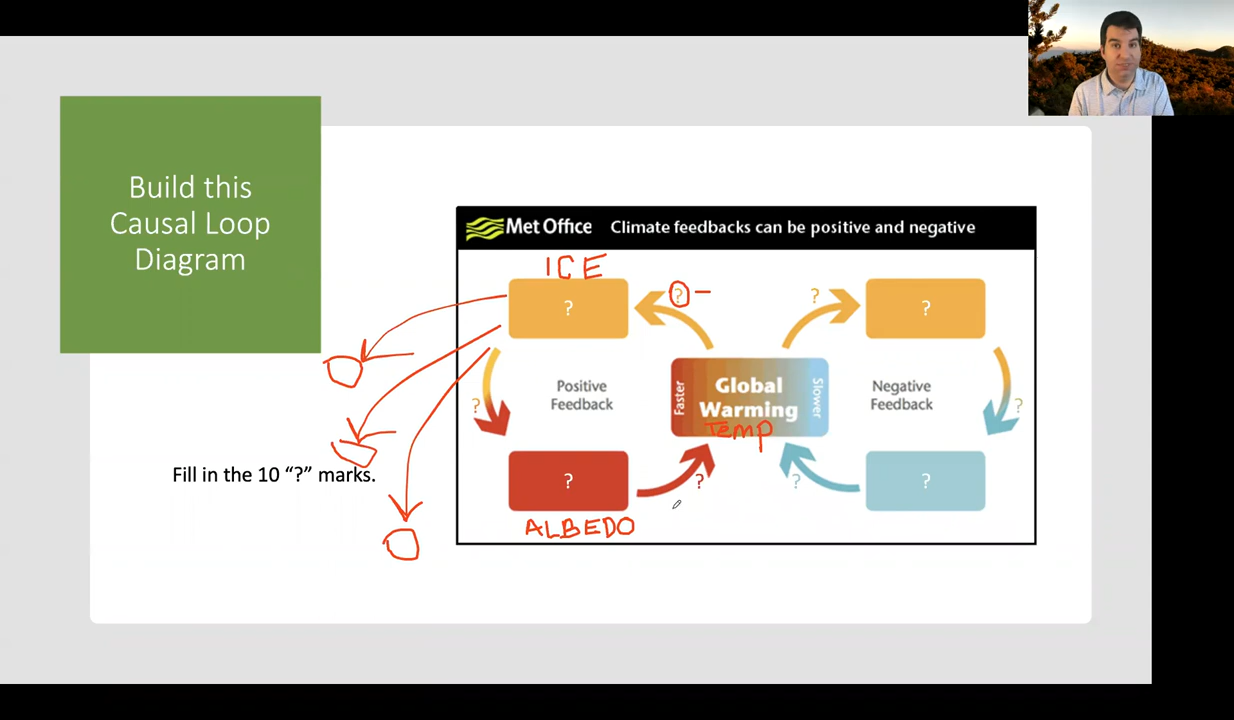 Build this
Causal Loop
Diagram
Fill in the 10 “?” marks.
Met Office Climate feedbacks can be positive and negative
ICE
?
? -
?
?
?
Positive
Feedback
Faster
Global
Warming
Temp
Slower
Negative
Feedback
?
?
?
?
?
ALBEDO